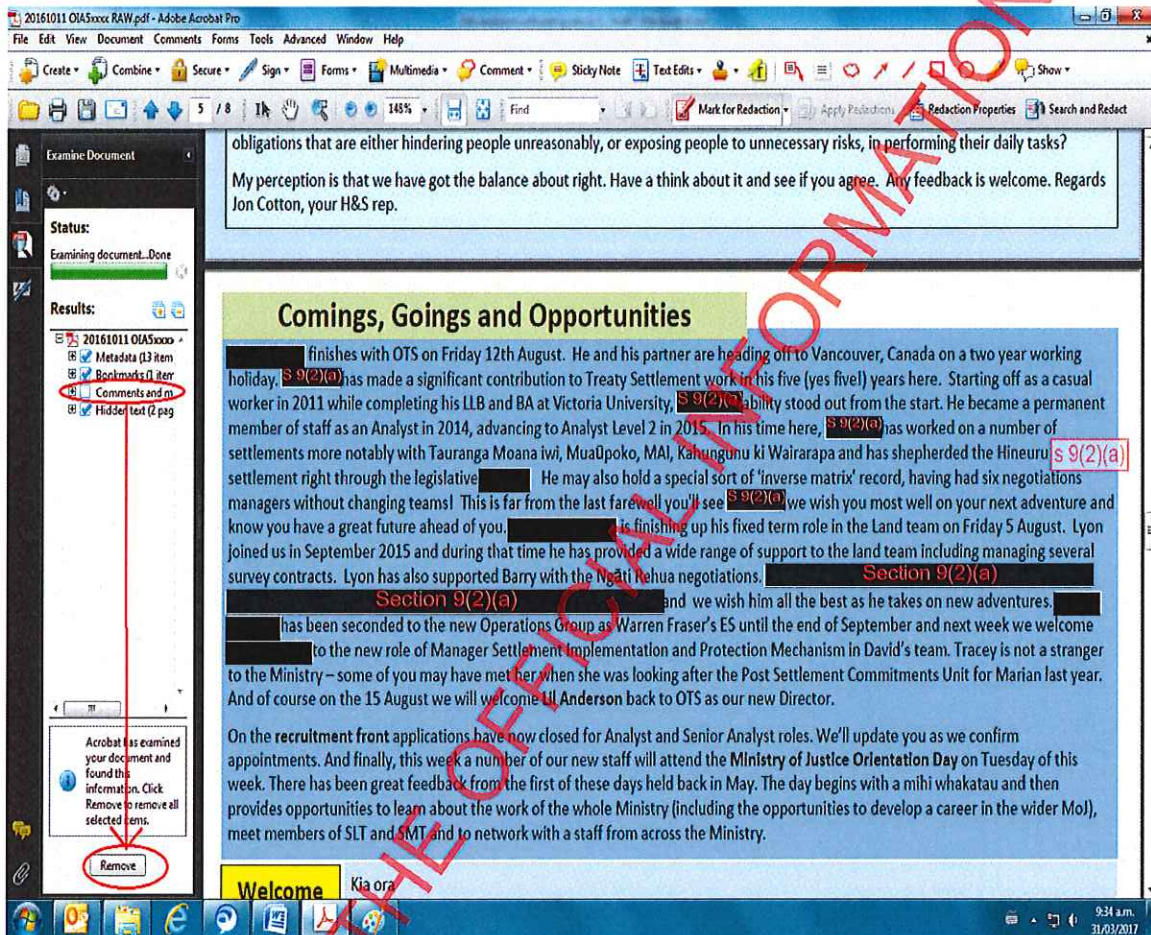 20161011 OIA5xxxx RAW.pdf - Adobe Acrobat Pro
File Edit View Document Comments Forms Tools Advanced Window Help
Create Combine Secure Sign Forms Multimedia Comment Sticky Note Text Edits Show
5 / 8 148% Find Mark for Redaction Apply Redactions Redaction Properties Search and Redact
Examine Document
Status:
Examining document...Done
Results:
20161011 OIA5xxxx
Metadata (13 item
Bookmarks (1 item
Comments and m
Hidden text (2 pag
Acrobat has examined
your document and
found this
information. Click
Remove to remove all
selected items.
Remove
obligations that are either hindering people unreasonably, or exposing people to unnecessary risks, in performing their daily tasks?
My perception is that we have got the balance about right. Have a think about it and see if you agree. Any feedback is welcome. Regards
Jon Cotton, your H&S rep.
Comings, Goings and Opportunities
finishes with OTS on Friday 12th August. He and his partner are heading off to Vancouver, Canada on a two year working
holiday. S 9(2)(a) has made a significant contribution to Treaty Settlement work in his five (yes five!) years here. Starting off as a casual
worker in 2011 while completing his LLB and BA at Victoria University, S 9(2)(a) ability stood out from the start. He became a permanent
member of staff as an Analyst in 2014, advancing to Analyst Level 2 in 2015. In his time here, S 9(2)(a) has worked on a number of
settlements more notably with Tauranga Moana iwi, MuaŪpoko, MAI, Kahungunu ki Wairarapa and has shepherded the Hineuru s 9(2)(a)
settlement right through the legislative He may also hold a special sort of 'inverse matrix' record, having had six negotiations
managers without changing teams! This is far from the last farewell you'll see S 9(2)(a) we wish you most well on your next adventure and
know you have a great future ahead of you. is finishing up his fixed term role in the Land team on Friday 5 August. Lyon
joined us in September 2015 and during that time he has provided a wide range of support to the land team including managing several
survey contracts. Lyon has also supported Barry with the Ngāti Rehua negotiations. Section 9(2)(a)
Section 9(2)(a) and we wish him all the best as he takes on new adventures.
has been seconded to the new Operations Group as Warren Fraser's ES until the end of September and next week we welcome
to the new role of Manager Settlement Implementation and Protection Mechanism in David's team. Tracey is not a stranger
to the Ministry – some of you may have met her when she was looking after the Post Settlement Commitments Unit for Marian last year.
And of course on the 15 August we will welcome Lil Anderson back to OTS as our new Director.
On the recruitment front applications have now closed for Analyst and Senior Analyst roles. We'll update you as we confirm
appointments. And finally, this week a number of our new staff will attend the Ministry of Justice Orientation Day on Tuesday of this
week. There has been great feedback from the first of these days held back in May. The day begins with a mihi whakatau and then
provides opportunities to learn about the work of the whole Ministry (including the opportunities to develop a career in the wider MoJ),
meet members of SLT and SMT and to network with a staff from across the Ministry.
Welcome Kia ora
THE OFFICIAL INFORMATION
9:34 a.m.
31/03/2017